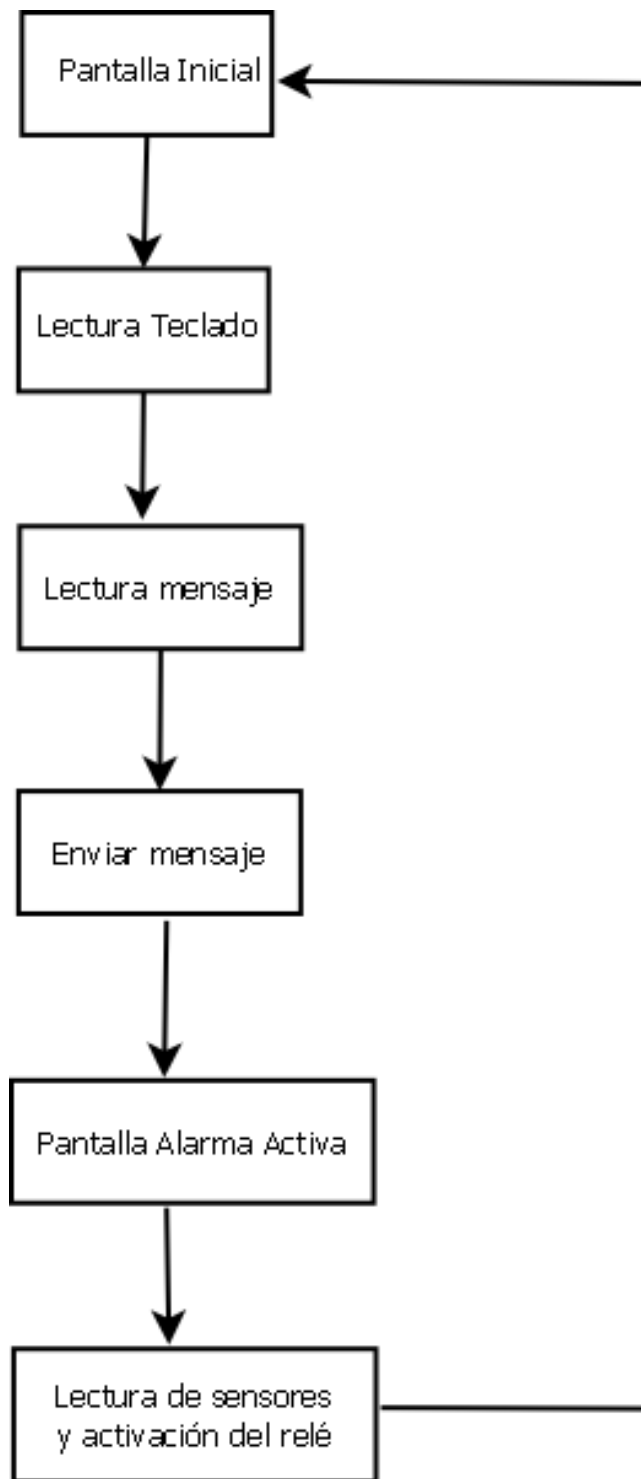 Pantalla Inicial
Lectura Teclado
Lectura mensaje
Enviar mensaje
Pantalla Alarma Activa
Lectura de sensores
y activación del relé